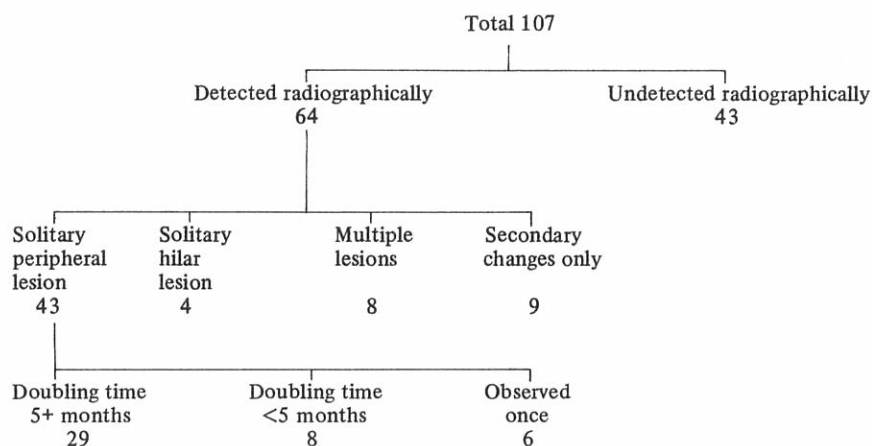 Total 107
Detected radiographically
64
Undetected radiographically
43
Solitary
peripheral
lesion
43
Solitary
hilar
lesion
4
Multiple
lesions
8
Secondary
changes only
9
Doubling time
5+ months
29
Doubling time
<5 months
8
Observed
once
6